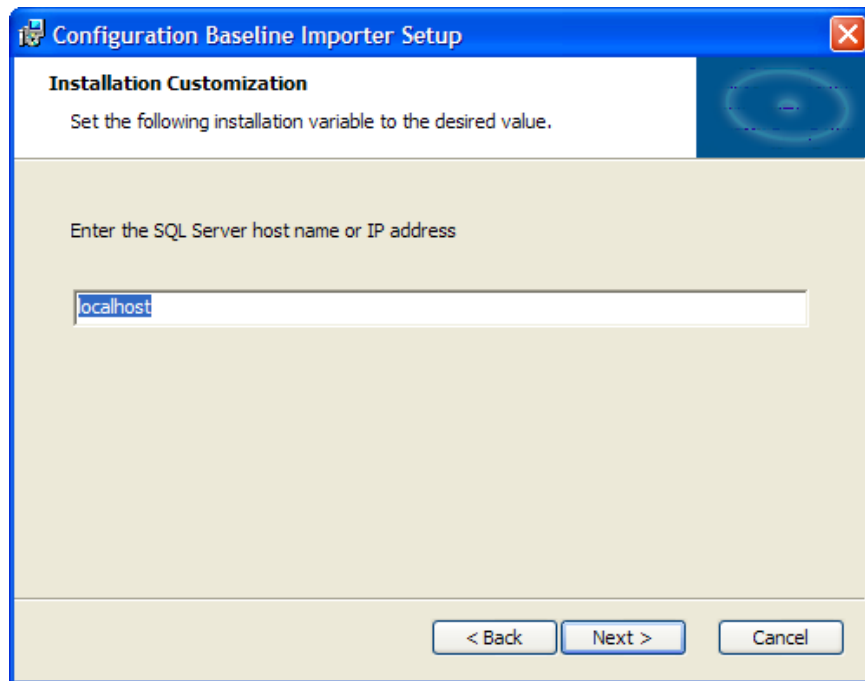 Configuration Baseline Importer Setup
Installation Customization
Set the following installation variable to the desired value.
Enter the SQL Server host name or IP address
localhost
< Back
Next >
Cancel